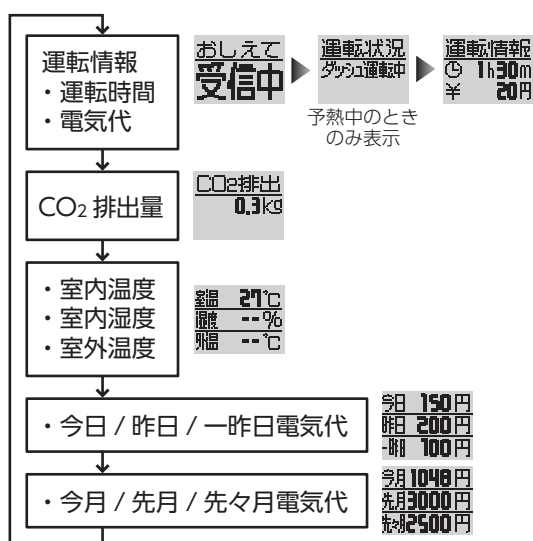 運転情報
・運転時間
・電気代
おしえて
受信中
運転状況
ダッシュ運転中
運転情報
1h30m
¥ 20円
予熱中のとき
のみ表示
CO2 排出量
CO2排出
0.3kg
・室内温度
・室内湿度
・室外温度
室温 27℃
湿度 --%
外温 --℃
・今日 / 昨日 / 一昨日電気代
今日 150円
昨日 200円
一昨日 100円
・今月 / 先月 / 先々月電気代
今月 1048円
先月 3000円
先々月 2500円